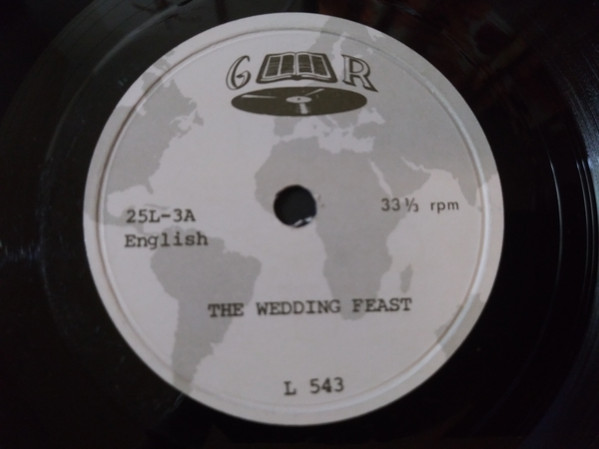 G R
25L-3A
33⅓ rpm
English
THE WEDDING FEAST
L 543